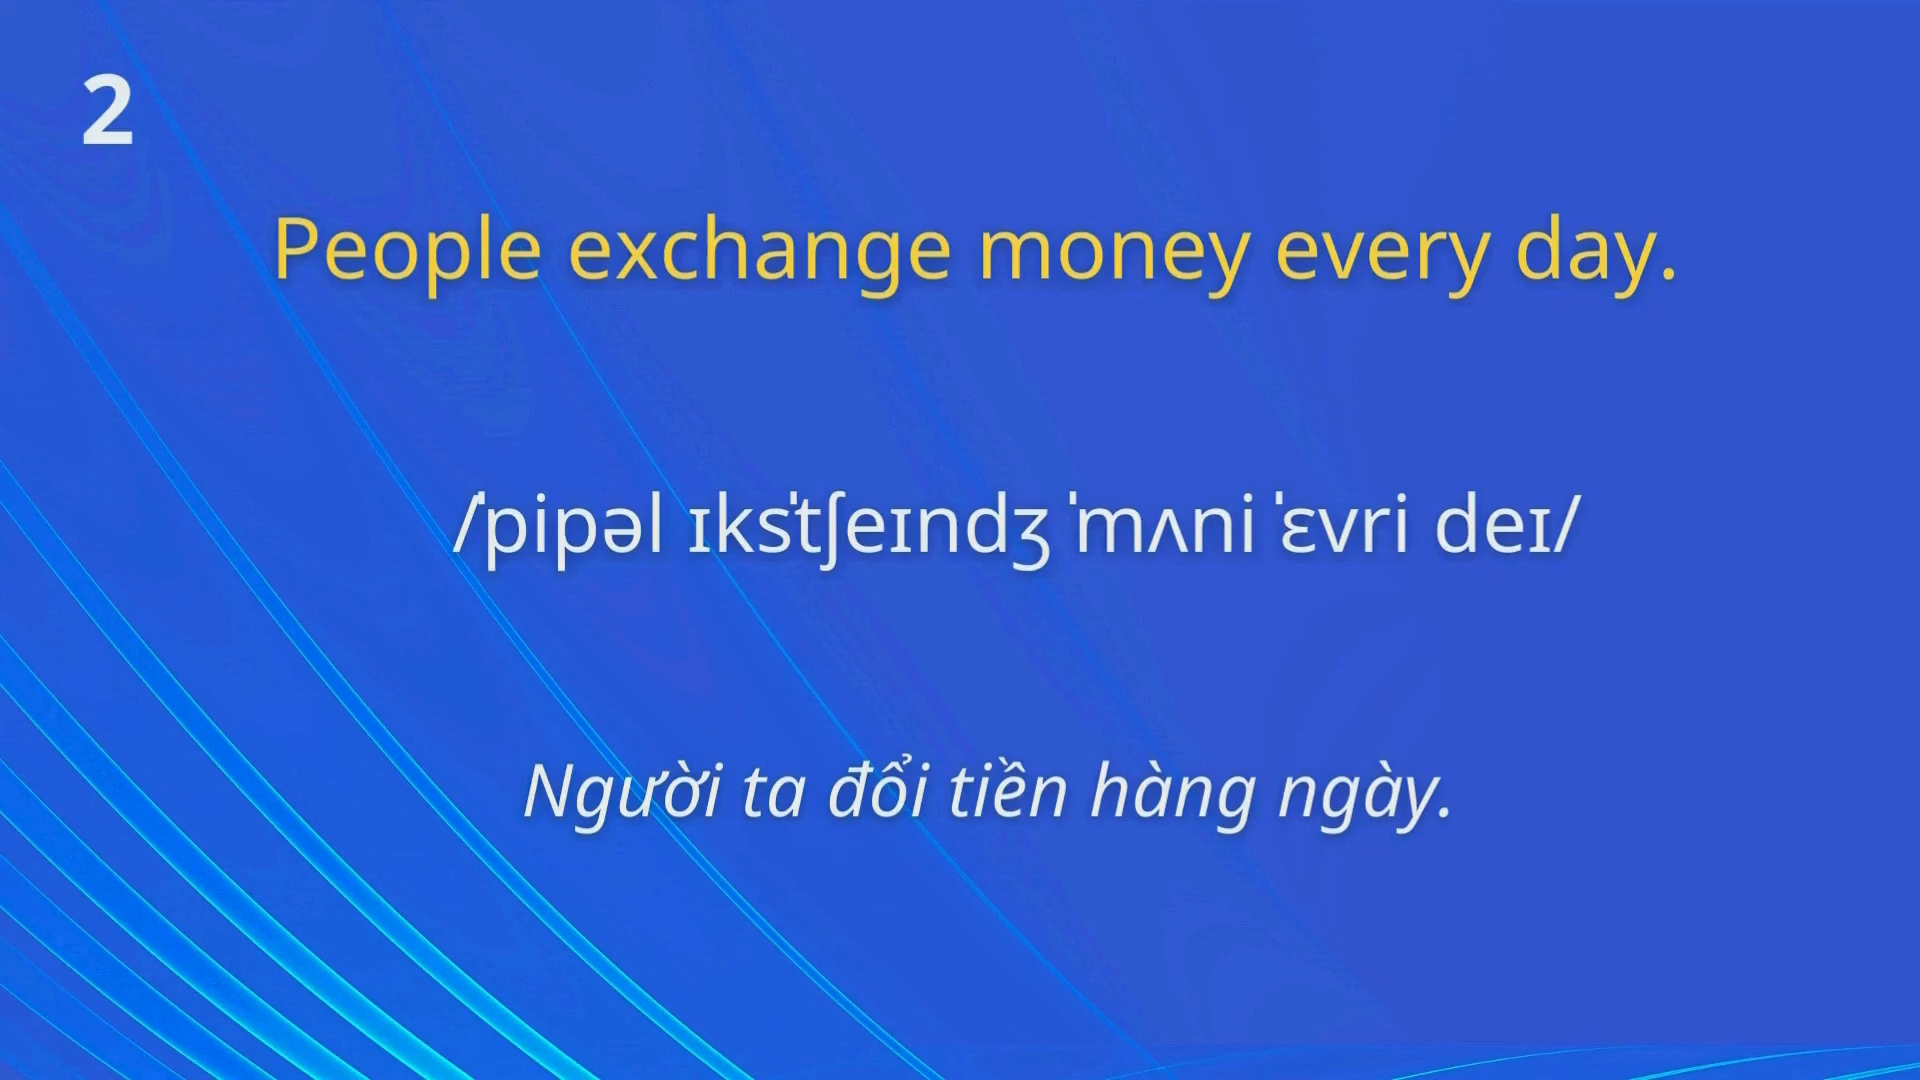 2
People exchange money every day.
/ˈpipəl ɪksˈtʃeɪndʒ ˈmʌni ˈɛvri deɪ/
Người ta đổi tiền hàng ngày.